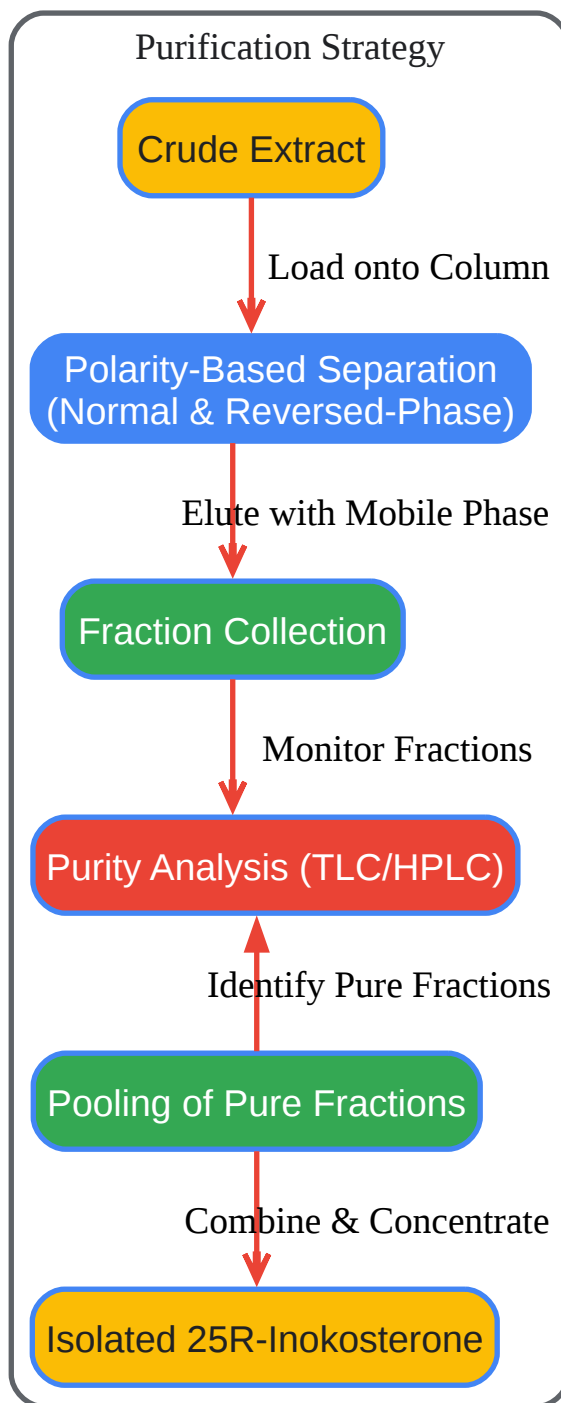 Purification Strategy
Crude Extract
Load onto Column
Polarity-Based Separation
(Normal & Reversed-Phase)
Elute with Mobile Phase
Fraction Collection
Monitor Fractions
Purity Analysis (TLC/HPLC)
Identify Pure Fractions
Pooling of Pure Fractions
Combine & Concentrate
Isolated 25R-Inokosterone